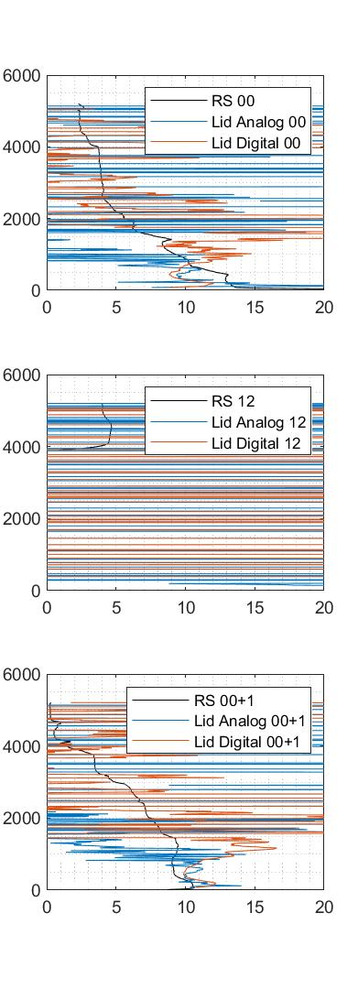 6000
4000
2000
0
RS 00
Lid Analog 00
Lid Digital 00
0 5 10 15 20
6000
4000
2000
0
RS 12
Lid Analog 12
Lid Digital 12
0 5 10 15 20
6000
4000
2000
0
RS 00+1
Lid Analog 00+1
Lid Digital 00+1
0 5 10 15 20